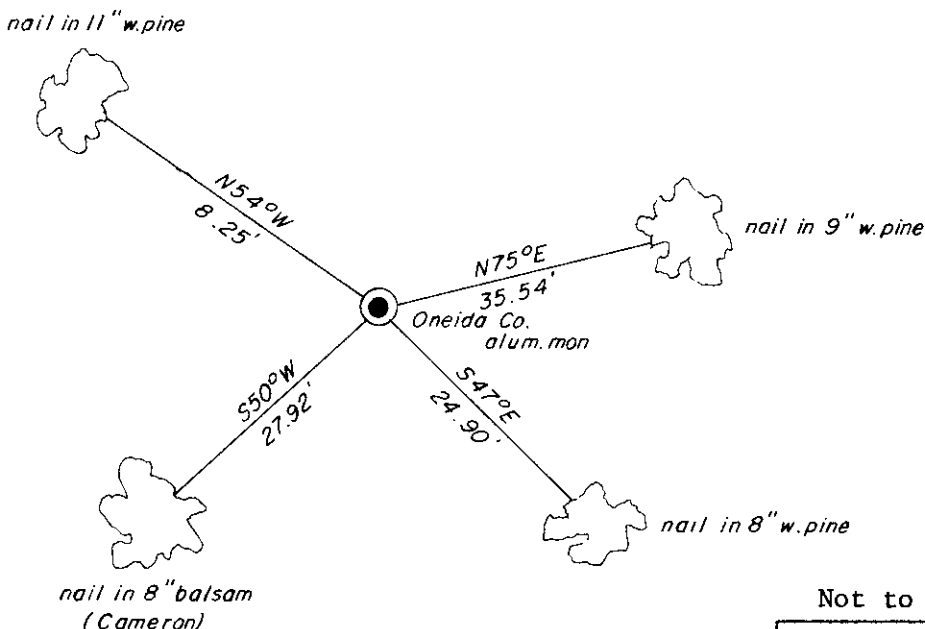 nail in 11" w.pine
N54°W
8.25'
nail in 9" w.pine
N75°E
35.54'
Oneida Co.
alum.mon
S50°W
27.92'
S47°E
24.90'
nail in 8" w.pine
nail in 8" balsam
(Cameron)
Not to